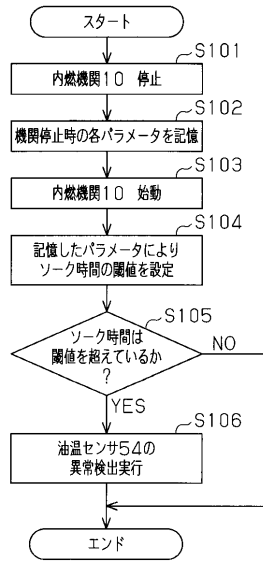 スタート
S101
内燃機関10 停止
S102
機関停止時の各パラメータを記憶
S103
内燃機関10 始動
S104
記憶したパラメータにより
ソーク時間の閾値を設定
S105
ソーク時間は
閾値を超えているか
?
NO
YES
S106
油温センサ54の
異常検出実行
エンド